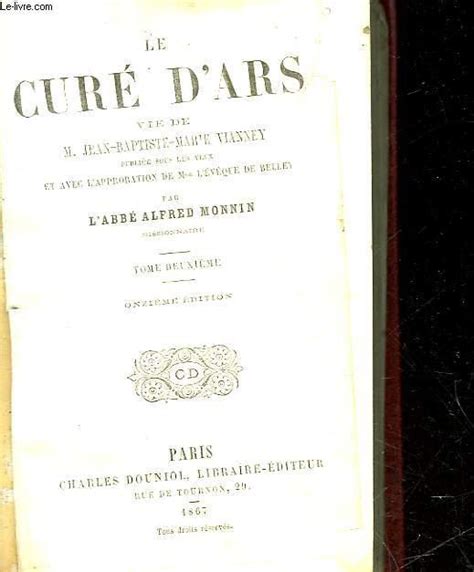 Le-livre.com
LE
CURÉ D'ARS
VIE DE
M. JEAN-BAPTISTE-MARIE VIANNEY
PUBLIÉE SOUS LES YEUX
ET AVEC L'APPROBATION DE Mgr L'ÉVÊQUE DE BELLEY
PAR
L'ABBÉ ALFRED MONNIN
MISSIONNAIRE
TOME DEUXIÈME
ONZIÈME ÉDITION
CD
PARIS
CHARLES DOUNIOL, LIBRAIRE-ÉDITEUR
RUE DE TOURNON, 29.
1867
Tous droits réservés.